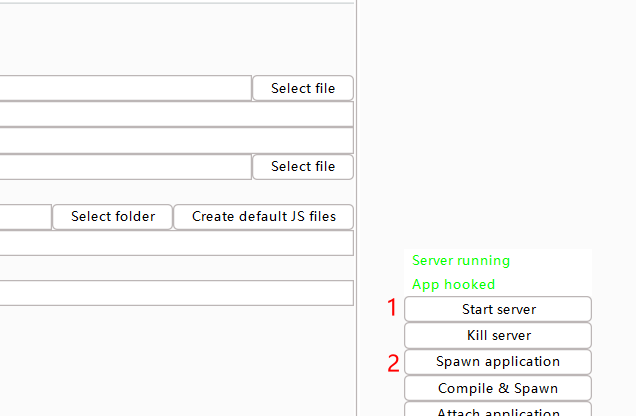 Select file
Select file
Select folder Create default JS files
Server running
App hooked
1 Start server
Kill server
2 Spawn application
Compile & Spawn
Attach application